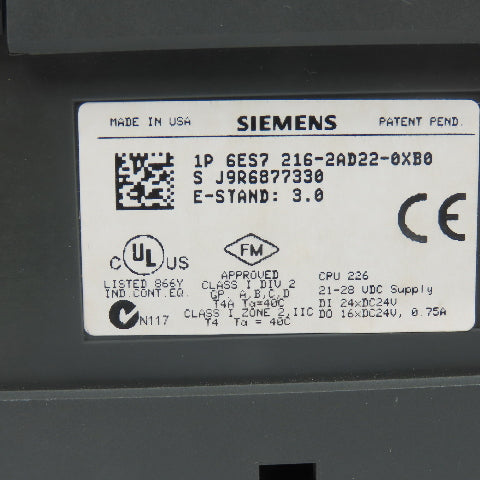 MADE IN USA SIEMENS PATENT PEND.
1P 6ES7 216-2AD22-0XB0
S J9R6877330
E-STAND: 3.0
CE
C UL US
LISTED 866Y
IND.CONT.EQ.
N117
FM
APPROVED
CLASS I DIV 2
GP. A,B,C,D
T4A Ta=40C
CLASS I ZONE 2,IIC
T4 Ta = 40C
CPU 226
21-28 VDC Supply
DI 24xDC24V
DO 16xDC24V, 0.75A